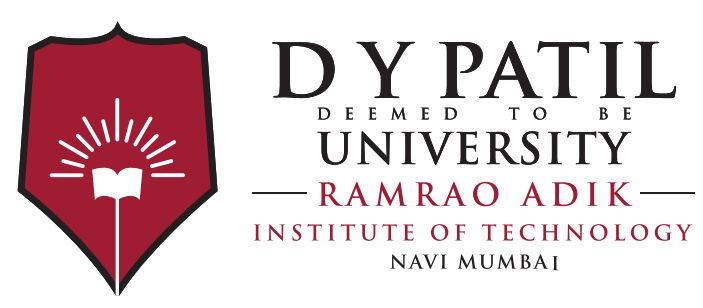 D Y PATIL
DEEMED TO BE
UNIVERSITY
RAMRAO ADIK
INSTITUTE OF TECHNOLOGY
NAVI MUMBAI